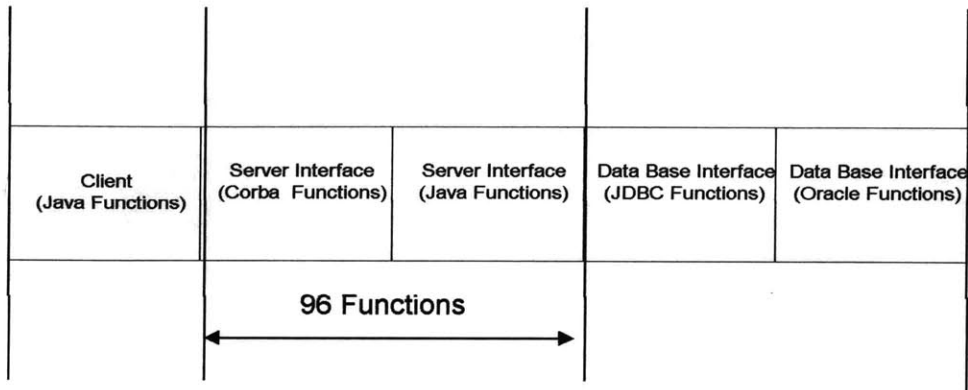 Client
(Java Functions)
Server Interface
(Corba Functions)
Server Interface
(Java Functions)
Data Base Interface
(JDBC Functions)
Data Base Interface
(Oracle Functions)
96 Functions